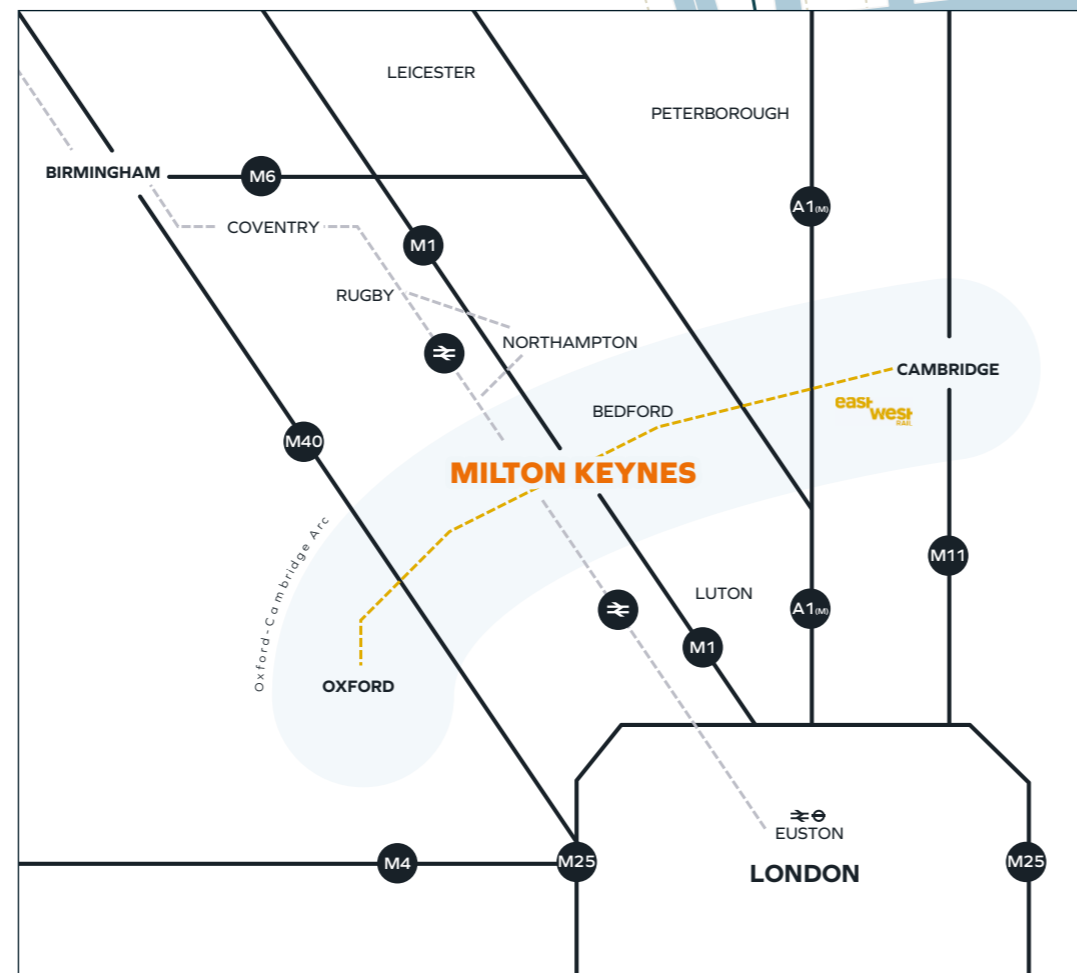 LEICESTER
PETERBOROUGH
BIRMINGHAM
M6
A1(M)
COVENTRY
M1
RUGBY
NORTHAMPTON
CAMBRIDGE
BEDFORD
east
west
RAIL
M40
MILTON KEYNES
Oxford-Cambridge Arc
M11
LUTON
A1(M)
M1
OXFORD
EUSTON
LONDON
M4
M25
M25